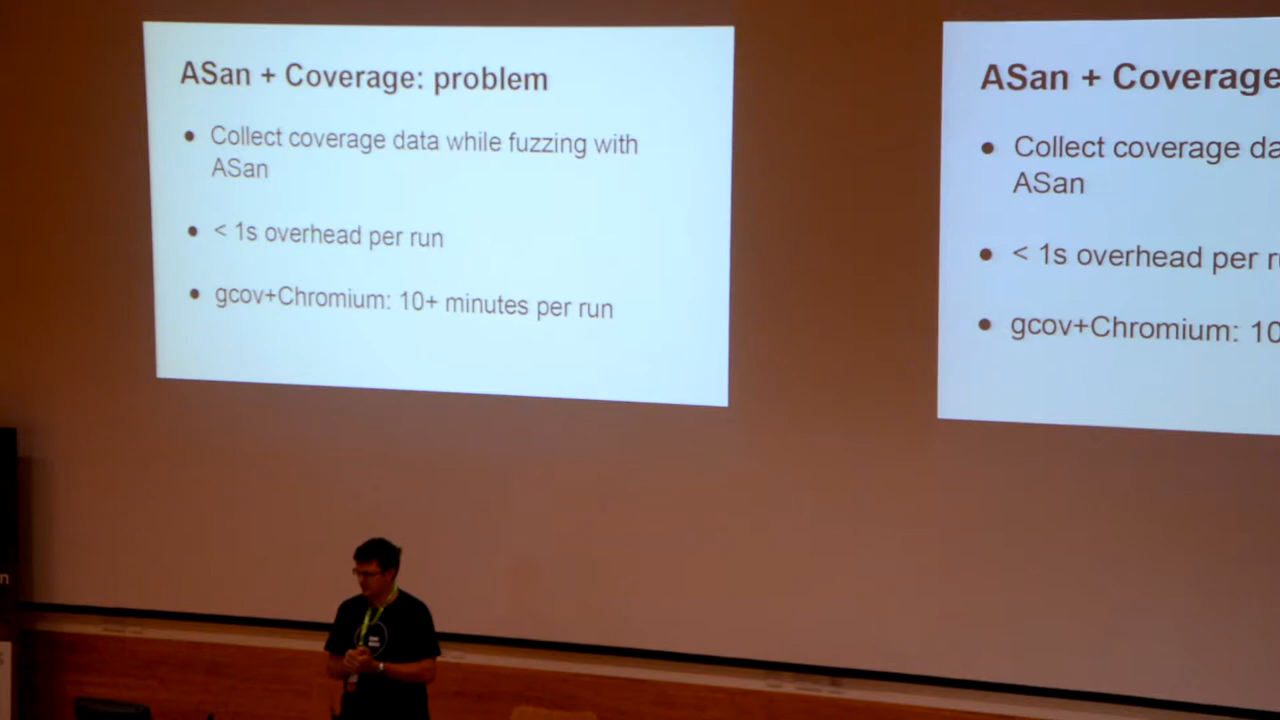 ASan + Coverage: problem
● Collect coverage data while fuzzing with
ASan
● < 1s overhead per run
● gcov+Chromium: 10+ minutes per run
ASan + Coverage
● Collect coverage da
ASan
● < 1s overhead per r
● gcov+Chromium: 10
n